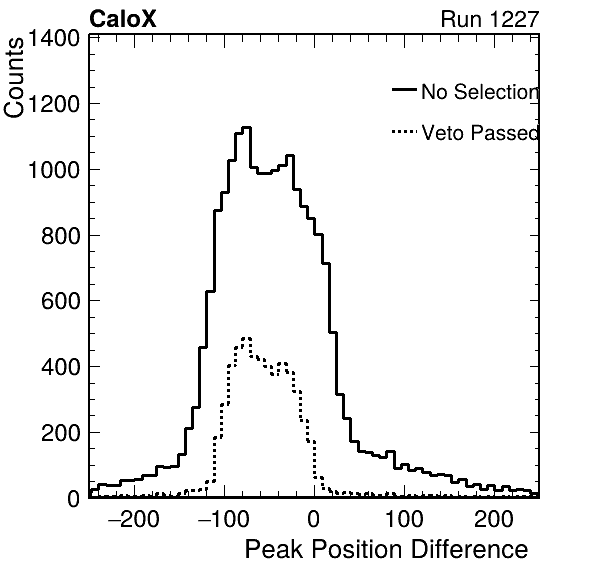 CaloX Run 1227
Counts
1400
1200
1000
800
600
400
200
0
No Selection
Veto Passed
−200 −100 0 100 200
Peak Position Difference